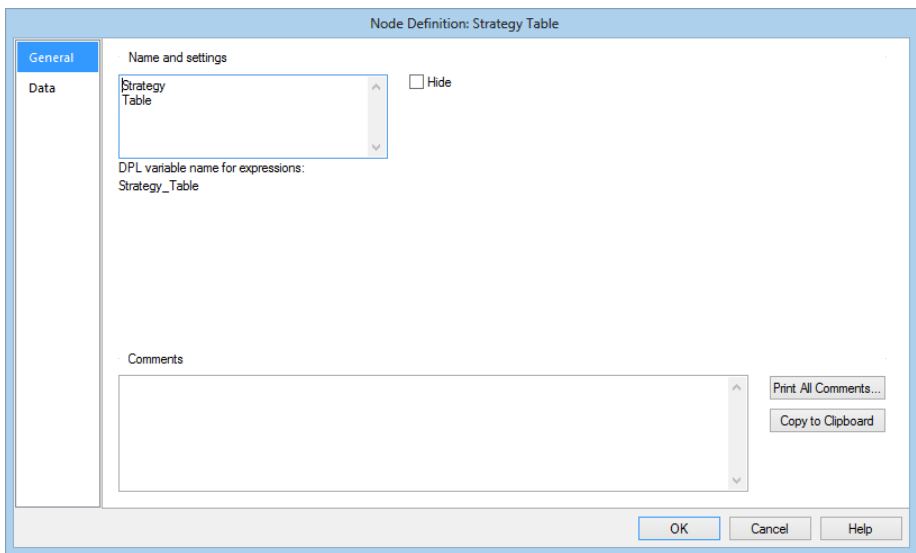 Node Definition: Strategy Table
General
Data
Name and settings
Strategy
Table
Hide
DPL variable name for expressions:
Strategy_Table
Comments
Print All Comments...
Copy to Clipboard
OK
Cancel
Help